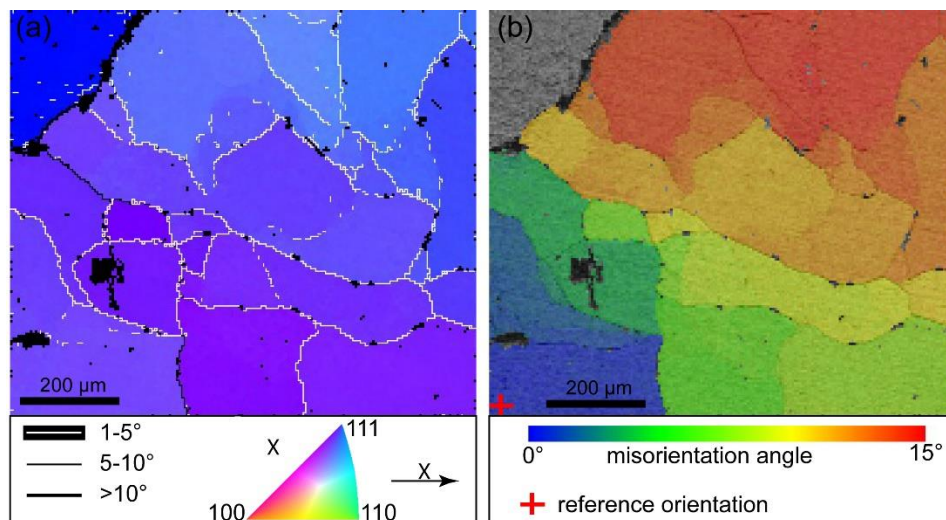 (a)
(b)
200 µm
200 µm
1-5°
5-10°
>10°
X
111
100
110
X
0°
misorientation angle
15°
reference orientation